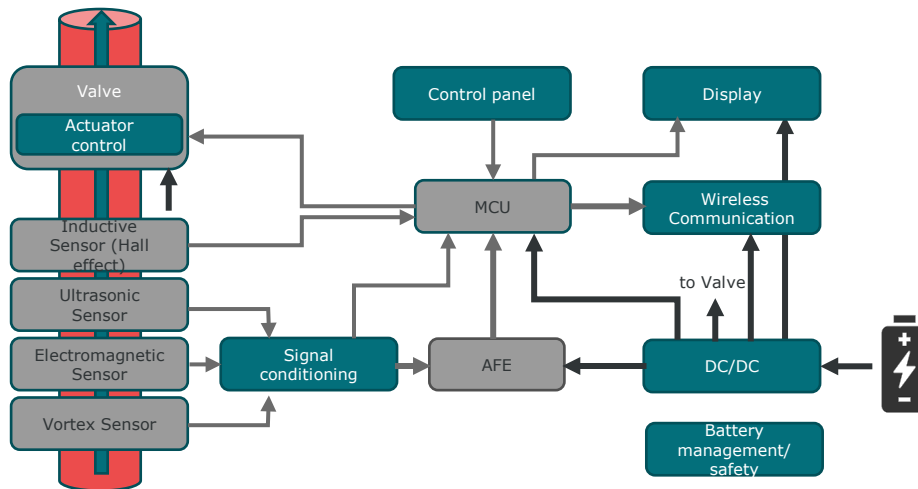 Valve
Actuator
control
Control panel
Display
MCU
Wireless
Communication
Inductive
Sensor (Hall
effect)
Ultrasonic
Sensor
to Valve
Electromagnetic
Sensor
Signal
conditioning
AFE
DC/DC
Vortex Sensor
Battery
management/
safety